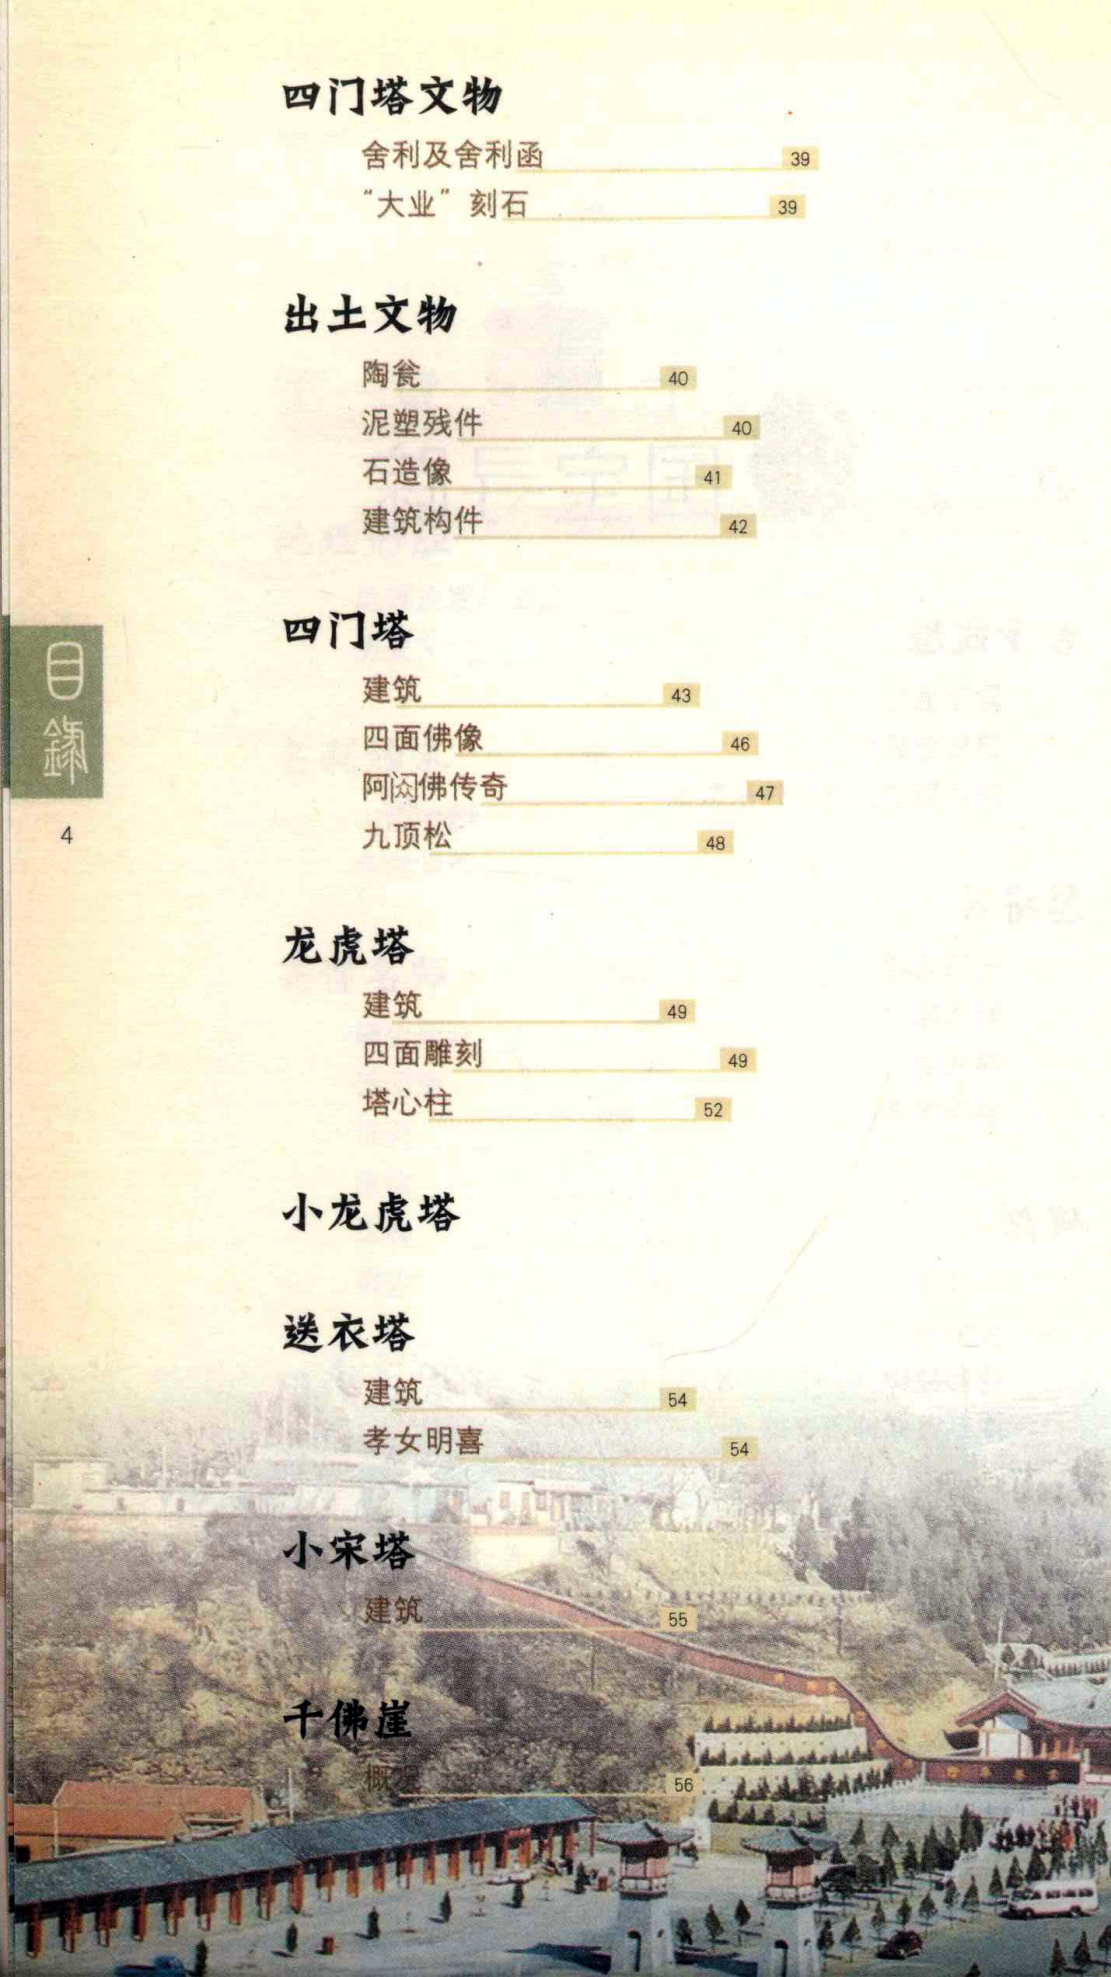 四门塔文物
舍利及舍利函 39
“大业”刻石 39
出土文物
陶瓮 40
泥塑残件 40
石造像 41
建筑构件 42
四门塔
建筑 43
四面佛像 46
阿閦佛传奇 47
九顶松 48
龙虎塔
建筑 49
四面雕刻 49
塔心柱 52
小龙虎塔
送衣塔
建筑 54
孝女明喜 54
小宋塔
建筑 55
千佛崖
概 56
目录
4